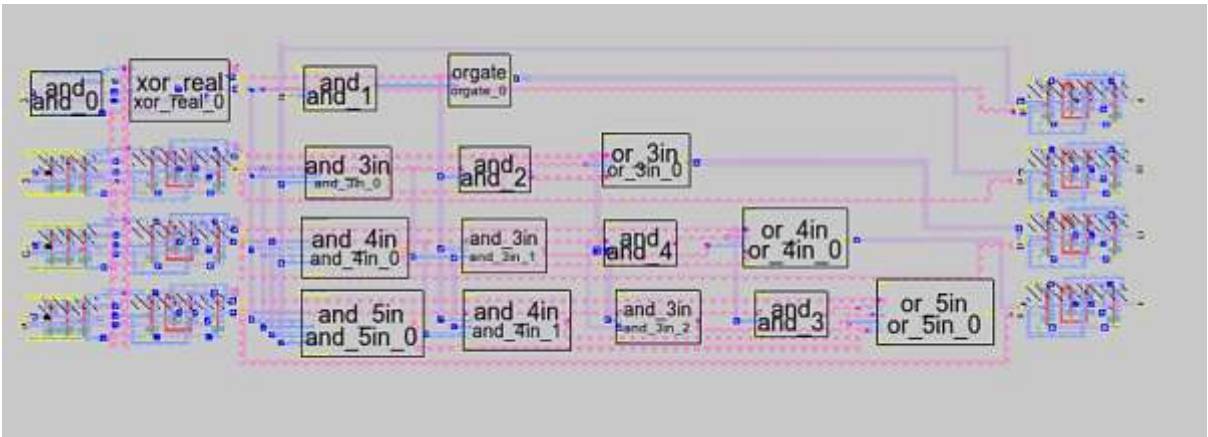 and
and_0
xor_real
xor_real_0
and
and_1
orgate
orgate_0
and_3in
and_3in_0
and
and_2
or_3in
or_3in_0
and_4in
and_4in_0
and_3in
and_3in_1
and
and_4
or_4in
or_4in_0
and_5in
and_5in_0
and_4in
and_4in_1
and_3in
and_3in_2
and
and_3
or_5in
or_5in_0